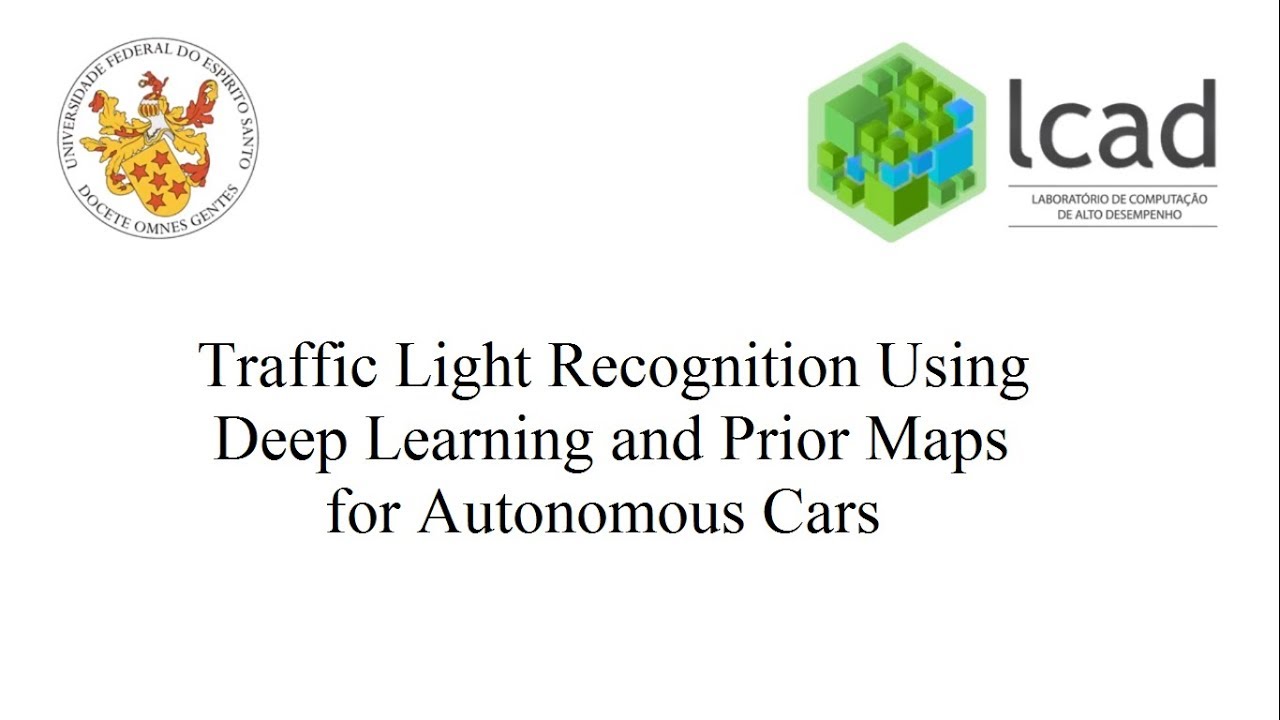 UNIVERSIDADE FEDERAL DO ESPÍRITO SANTO
DOCETE OMNES GENTES
lcad
LABORATÓRIO DE COMPUTAÇÃO
DE ALTO DESEMPENHO
Traffic Light Recognition Using
Deep Learning and Prior Maps
for Autonomous Cars